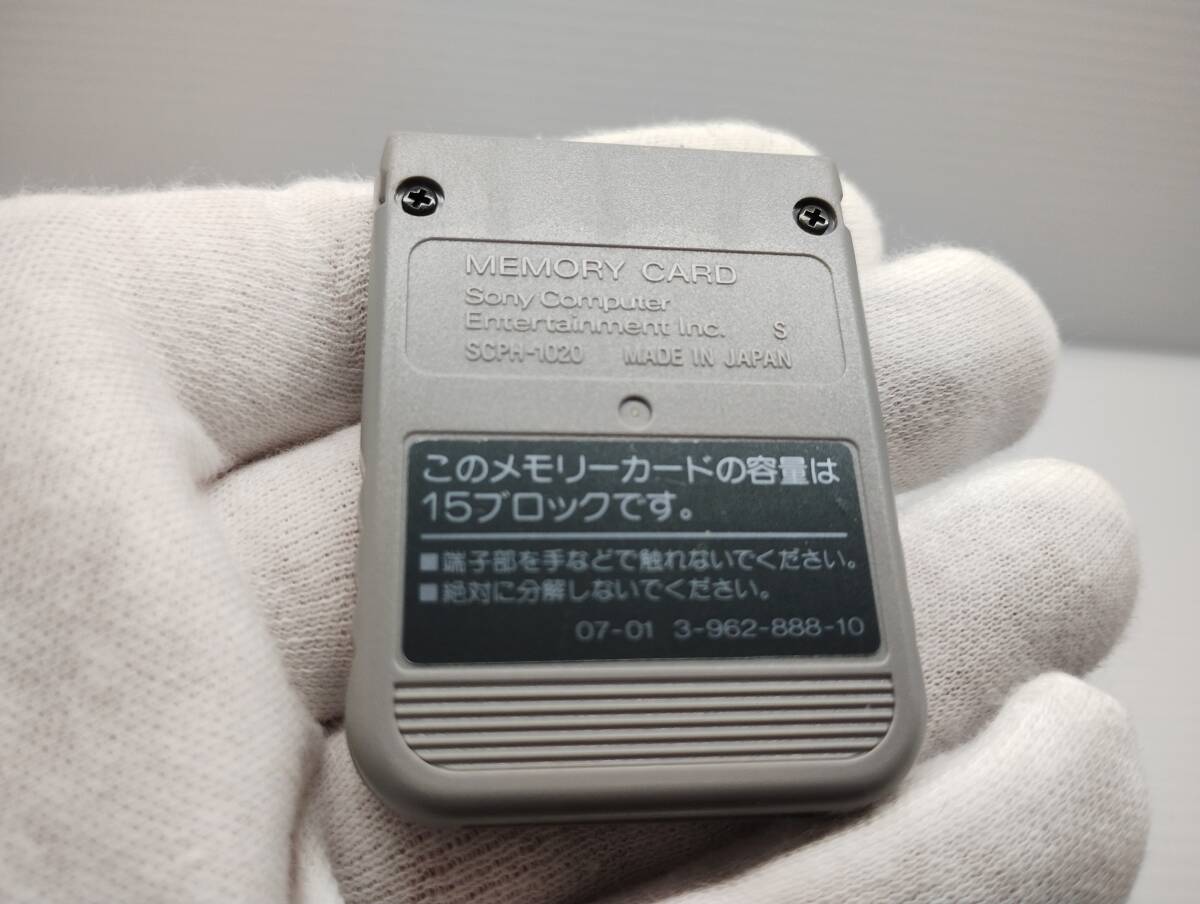 MEMORY CARD
Sony Computer
Entertainment Inc. S
SCPH-1020 MADE IN JAPAN
このメモリーカードの容量は
15ブロックです。
■端子部を手などで触れないでください。
■絶対に分解しないでください。
07-01 3-962-888-10